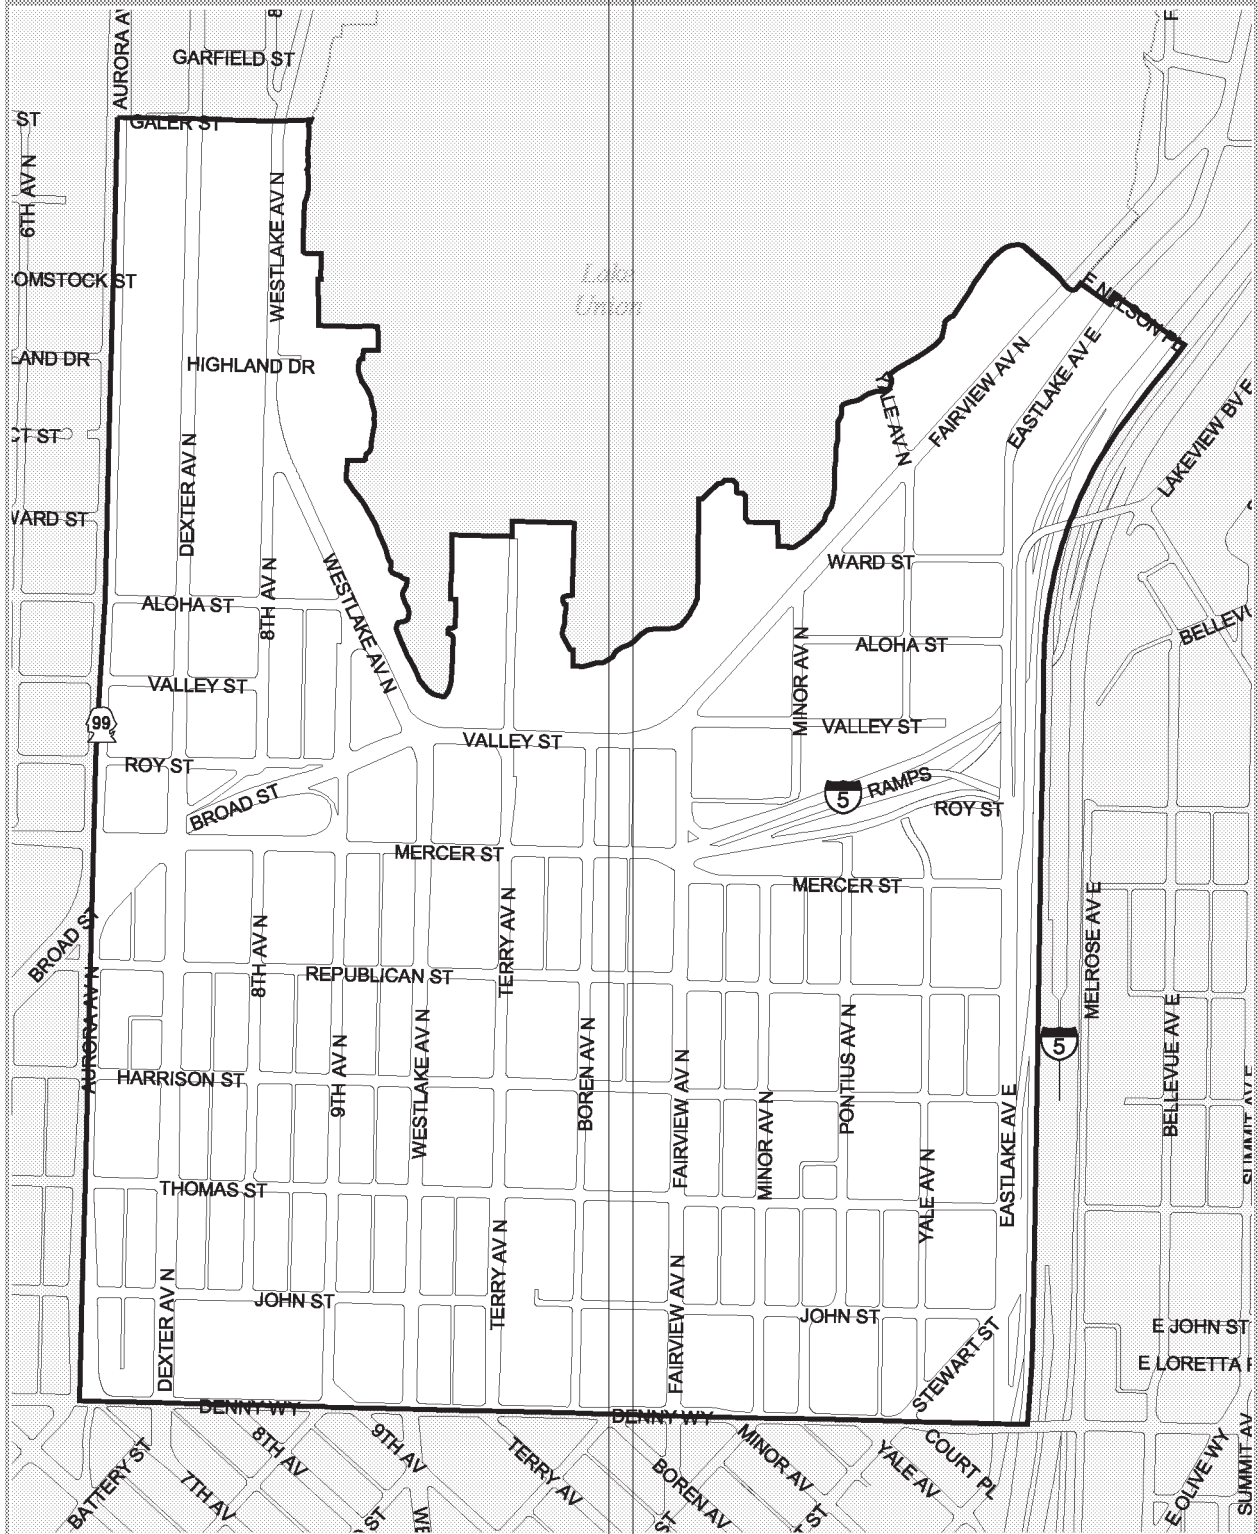 AURORA A
8
GARFIELD ST
F
ST
GALER ST
6TH AV N
WESTLAKE AV N
OMSTOCK ST
Lake
Union
E NELSON PL
LAND DR
HIGHLAND DR
YALE AV N
FAIRVIEW AV N
EASTLAKE AV E
LAKEVIEW BV E
CT ST
DEXTER AV N
WARD ST
WESTLAKE AV N
8TH AV N
WARD ST
ALOHA ST
BELLEVU
MINOR AV N
ALOHA ST
VALLEY ST
99
VALLEY ST
VALLEY ST
ROY ST
BROAD ST
5
RAMPS
ROY ST
MERCER ST
MERCER ST
BROAD ST
8TH AV N
TERRY AV N
MELROSE AV E
REPUBLICAN ST
AURORA AV N
9TH AV N
WESTLAKE AV N
BOREN AV N
FAIRVIEW AV N
PONTIUS AV N
5
BELLEVUE AV E
HARRISON ST
MINOR AV N
YALE AV N
EASTLAKE AV E
SUMMIT AV E
THOMAS ST
TERRY AV N
DEXTER AV N
JOHN ST
FAIRVIEW AV N
JOHN ST
STEWART ST
E JOHN ST
E LORETTA P
DENNY WY
DENNY WY
BATTERY ST
7TH AV
8TH AV
9TH AV
WE
TERRY AV
BOREN AV
MINOR AV
YALE AV
COURT PL
E OLIVE WY
SUMMIT AV
ST
ST
T ST